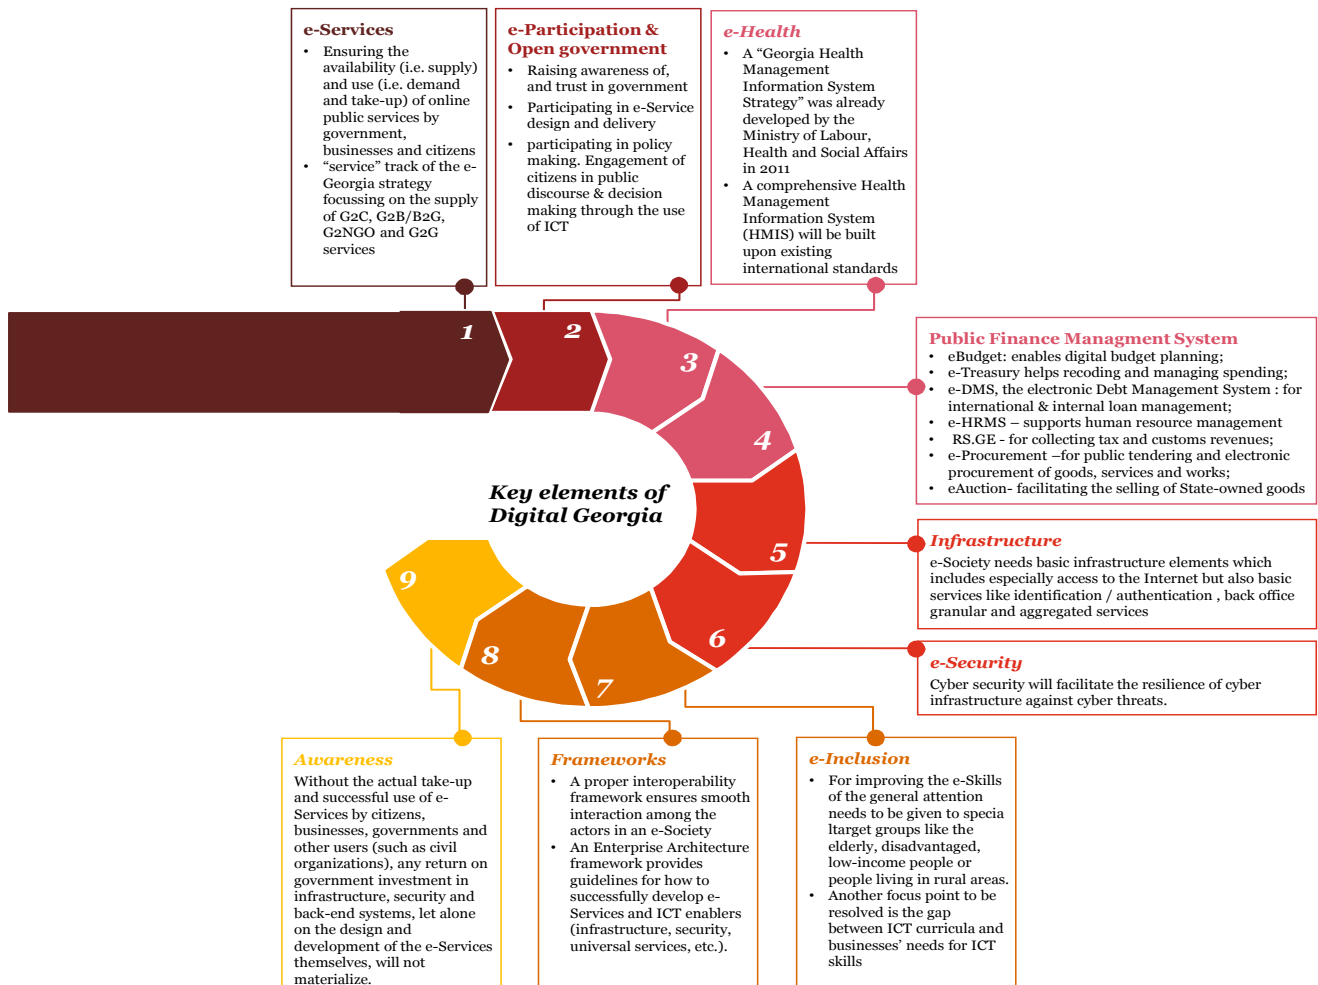 e-Services
• Ensuring the
availability (i.e. supply)
and use (i.e. demand
and take-up) of online
public services by
government,
businesses and citizens
• “service” track of the e-
Georgia strategy
focussing on the supply
of G2C, G2B/B2G,
G2NGO and G2G
services
e-Participation &
Open government
• Raising awareness of,
and trust in government
• Participating in e-Service
design and delivery
• participating in policy
making. Engagement of
citizens in public
discourse & decision
making through the use
of ICT
e-Health
• A “Georgia Health
Management
Information System
Strategy” was already
developed by the
Ministry of Labour,
Health and Social Affairs
in 2011
• A comprehensive Health
Management
Information System
(HMIS) will be built
upon existing
international standards
1
2
3
4
5
6
7
8
9
Key elements of
Digital Georgia
Public Finance Managment System
• eBudget: enables digital budget planning;
• e-Treasury helps recoding and managing spending;
• e-DMS, the electronic Debt Management System : for
international & internal loan management;
• e-HRMS – supports human resource management
• RS.GE - for collecting tax and customs revenues;
• e-Procurement –for public tendering and electronic
procurement of goods, services and works;
• eAuction- facilitating the selling of State-owned goods
Infrastructure
e-Society needs basic infrastructure elements which
includes especially access to the Internet but also basic
services like identification / authentication , back office
granular and aggregated services
e-Security
Cyber security will facilitate the resilience of cyber
infrastructure against cyber threats.
Awareness
Without the actual take-up
and successful use of e-
Services by citizens,
businesses, governments and
other users (such as civil
organizations), any return on
government investment in
infrastructure, security and
back-end systems, let alone
on the design and
development of the e-Services
themselves, will not
materialize.
Frameworks
• A proper interoperability
framework ensures smooth
interaction among the
actors in an e-Society
• An Enterprise Architecture
framework provides
guidelines for how to
successfully develop e-
Services and ICT enablers
(infrastructure, security,
universal services, etc.).
e-Inclusion
• For improving the e-Skills
of the general attention
needs to be given to specia
ltarget groups like the
elderly, disadvantaged,
low-income people or
people living in rural areas.
• Another focus point to be
resolved is the gap
between ICT curricula and
businesses’ needs for ICT
skills